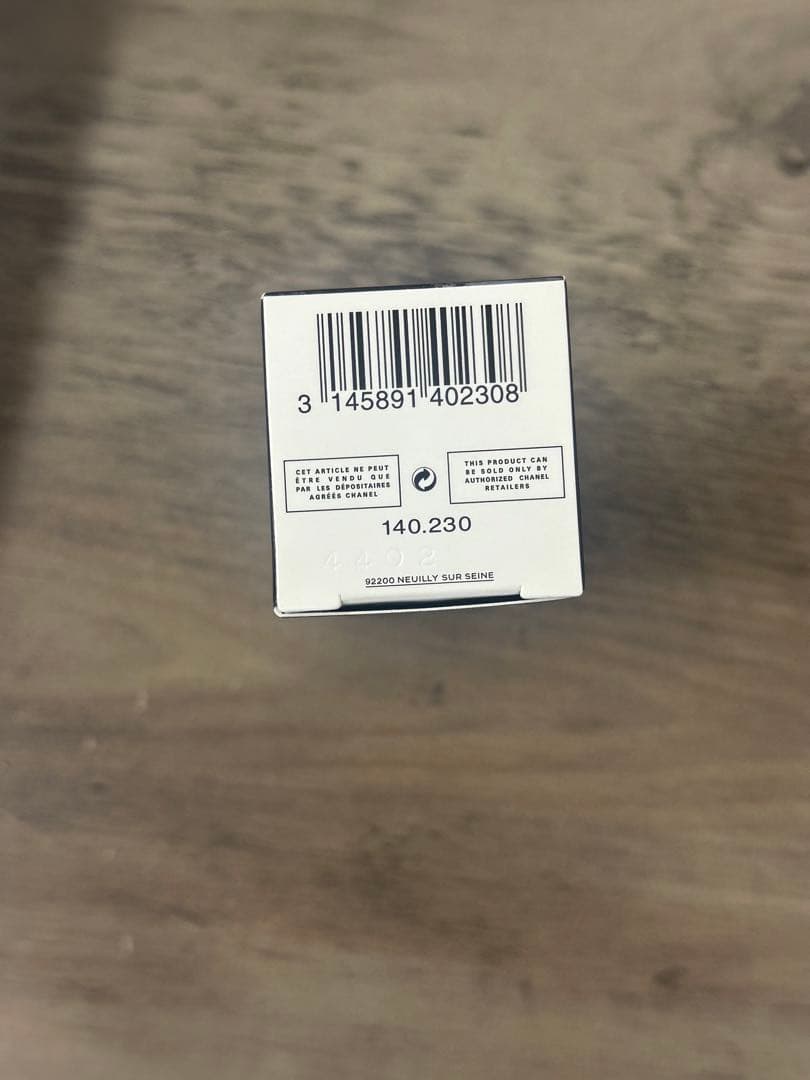 3 145891 402308
CET ARTICLE NE PEUT
ÊTRE VENDU QUE
PAR LES DÉPOSITAIRES
AGRÉÉS CHANEL
THIS PRODUCT CAN
BE SOLD ONLY BY
AUTHORIZED CHANEL
RETAILERS
140.230
4402
92200 NEUILLY SUR SEINE